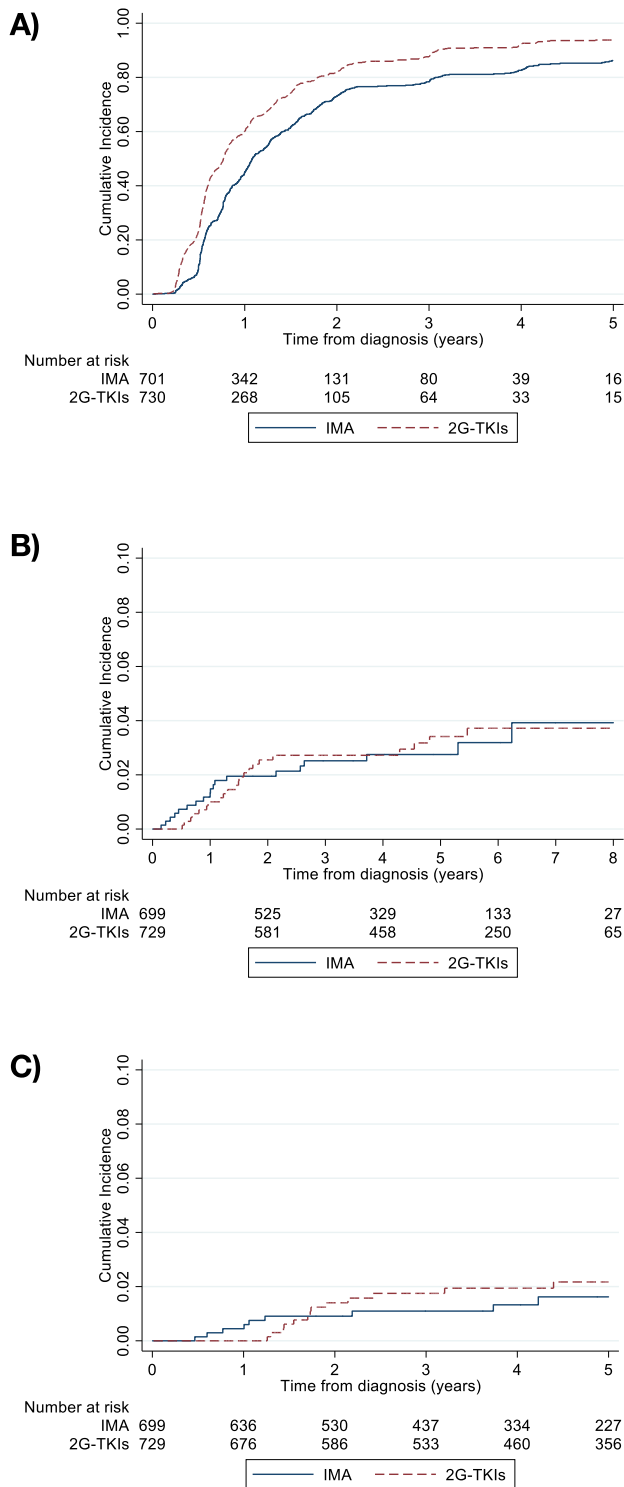 A)
Cumulative Incidence
1.00
0.80
0.60
0.40
0.20
0.00
0 1 2 3 4 5
Time from diagnosis (years)
Number at risk
IMA 701 342 131 80 39 16
2G-TKIs 730 268 105 64 33 15
IMA 2G-TKIs
B)
Cumulative Incidence
0.10
0.08
0.06
0.04
0.02
0.00
0 1 2 3 4 5 6 7 8
Time from diagnosis (years)
Number at risk
IMA 699 525 329 133 27
2G-TKIs 729 581 458 250 65
IMA 2G-TKIs
C)
Cumulative Incidence
0.10
0.08
0.06
0.04
0.02
0.00
0 1 2 3 4 5
Time from diagnosis (years)
Number at risk
IMA 699 636 530 437 334 227
2G-TKIs 729 676 586 533 460 356
IMA 2G-TKIs